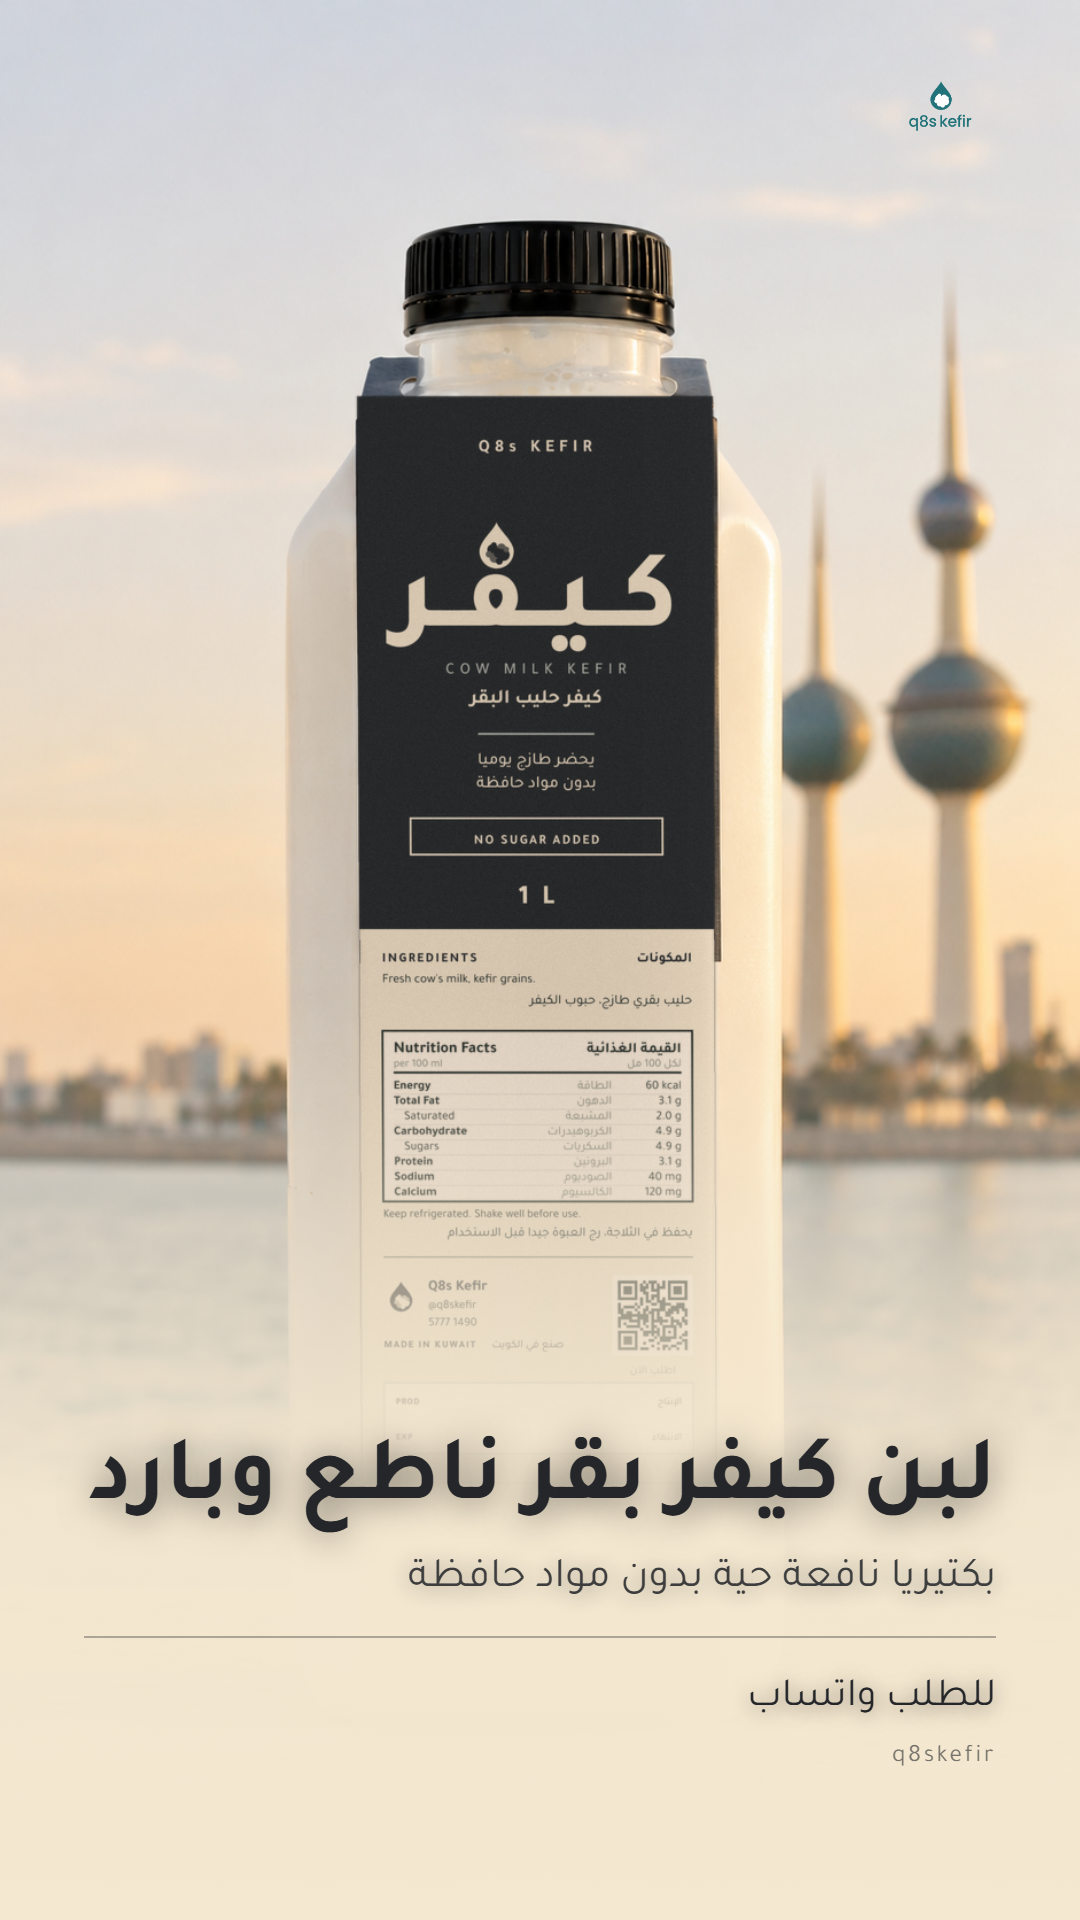 q8s kefir
Q8s KEFIR
كيفر
COW MILK KEFIR
كيفر حليب البقر
يحضر طازج يوميا
بدون مواد حافظة
NO SUGAR ADDED
1 L
INGREDIENTS المكونات
Fresh cow's milk, kefir grains.
حليب بقري طازج، حبوب الكيفر
Nutrition Facts القيمة الغذائية
per 100 ml لكل 100 مل
Energy الطاقة 60 kcal
Total Fat الدهون 3.1 g
Saturated المشبعة 2.0 g
Carbohydrate الكربوهيدرات 4.9 g
Sugars السكريات 4.9 g
Protein البروتين 3.1 g
Sodium الصوديوم 40 mg
Calcium الكالسيوم 120 mg
Keep refrigerated. Shake well before use.
يحفظ في الثلاجة، رج العبوة جيدا قبل الاستخدام
Q8s Kefir
@q8skefir
5777 1490
MADE IN KUWAIT صنع في الكويت
اطلب الآن
PROD الإنتاج
EXP الانتهاء
لبن كيفر بقر ناطع وبارد
بكتيريا نافعة حية بدون مواد حافظة
للطلب واتساب
q8skefir